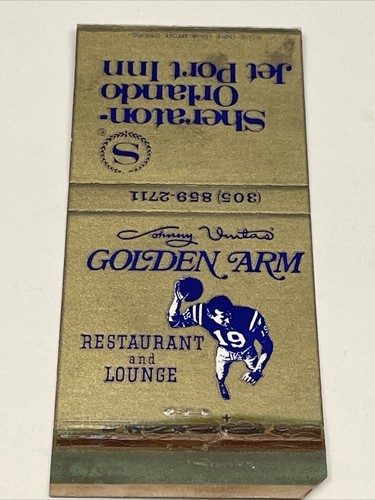 Sheraton-
Orlando
Jet Port Inn
S
(305) 859-2711
Johnny Unitas'
GOLDEN ARM
RESTAURANT
and
LOUNGE
19